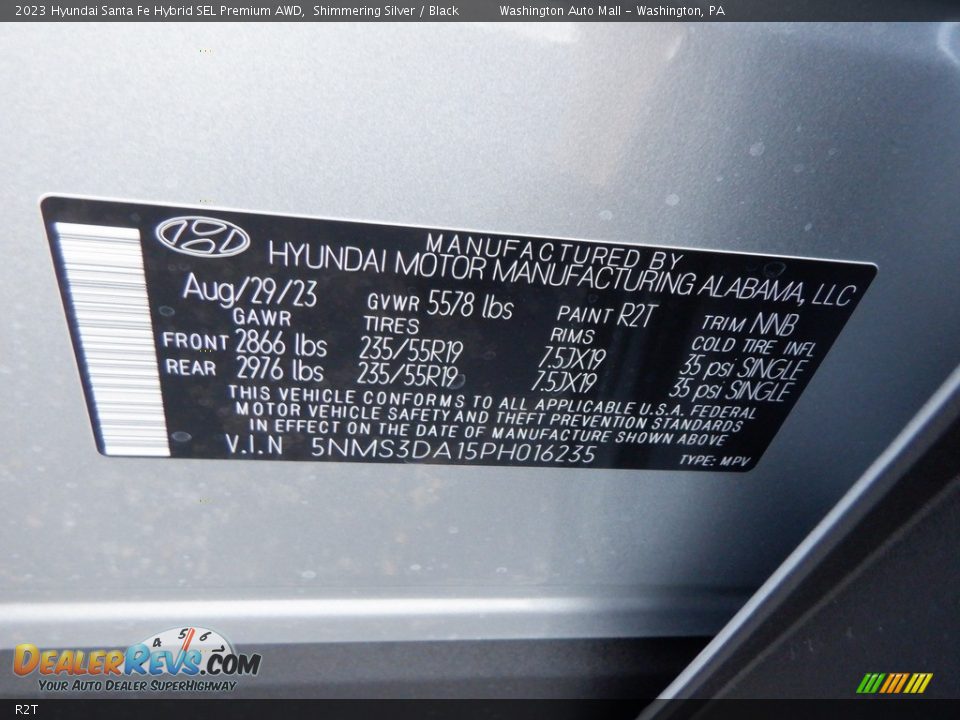 2023 Hyundai Santa Fe Hybrid SEL Premium AWD, Shimmering Silver / Black Washington Auto Mall - Washington, PA
MANUFACTURED BY
HYUNDAI MOTOR MANUFACTURING ALABAMA, LLC
Aug/29/23 GVWR 5578 lbs PAINT R2T TRIM NNB
GAWR TIRES RIMS COLD TIRE INFL
FRONT 2866 lbs 235/55R19 7.5JX19 35 psi SINGLE
REAR 2976 lbs 235/55R19 7.5JX19 35 psi SINGLE
THIS VEHICLE CONFORMS TO ALL APPLICABLE U.S.A. FEDERAL
MOTOR VEHICLE SAFETY AND THEFT PREVENTION STANDARDS
IN EFFECT ON THE DATE OF MANUFACTURE SHOWN ABOVE
V.I.N 5NMS3DA15PH016235 TYPE: MPV
4 5 6 7
DEALERREVS.COM
YOUR AUTO DEALER SUPERHIGHWAY
R2T